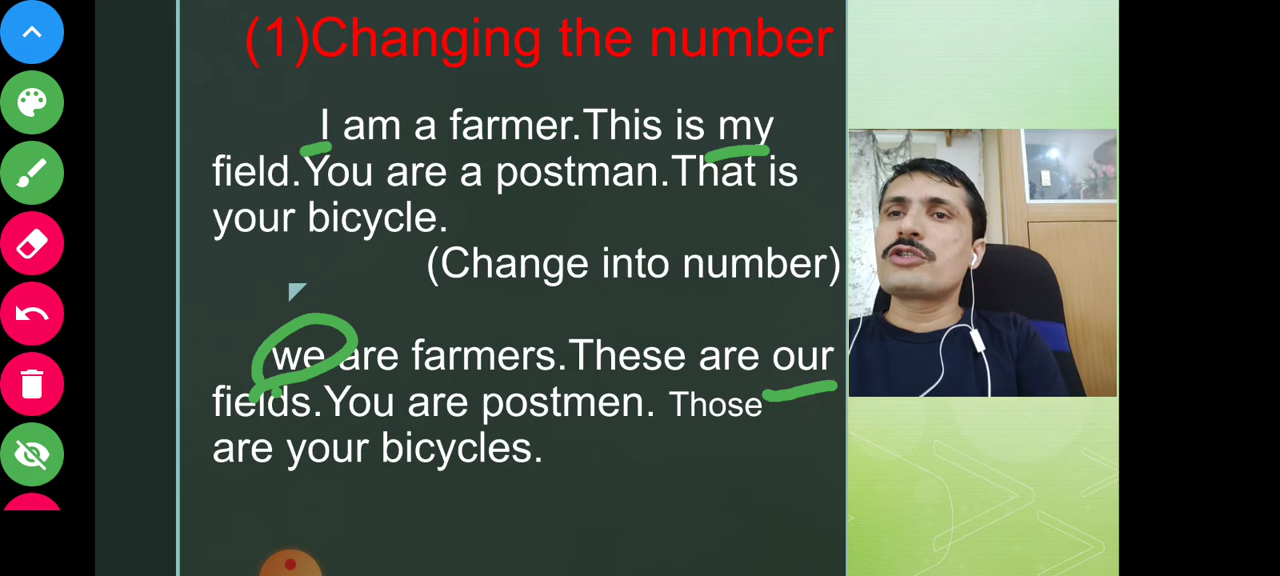 (1)Changing the number
I am a farmer.This is my
field.You are a postman.That is
your bicycle.
(Change into number)
we are farmers.These are our
fields.You are postmen. Those
are your bicycles.